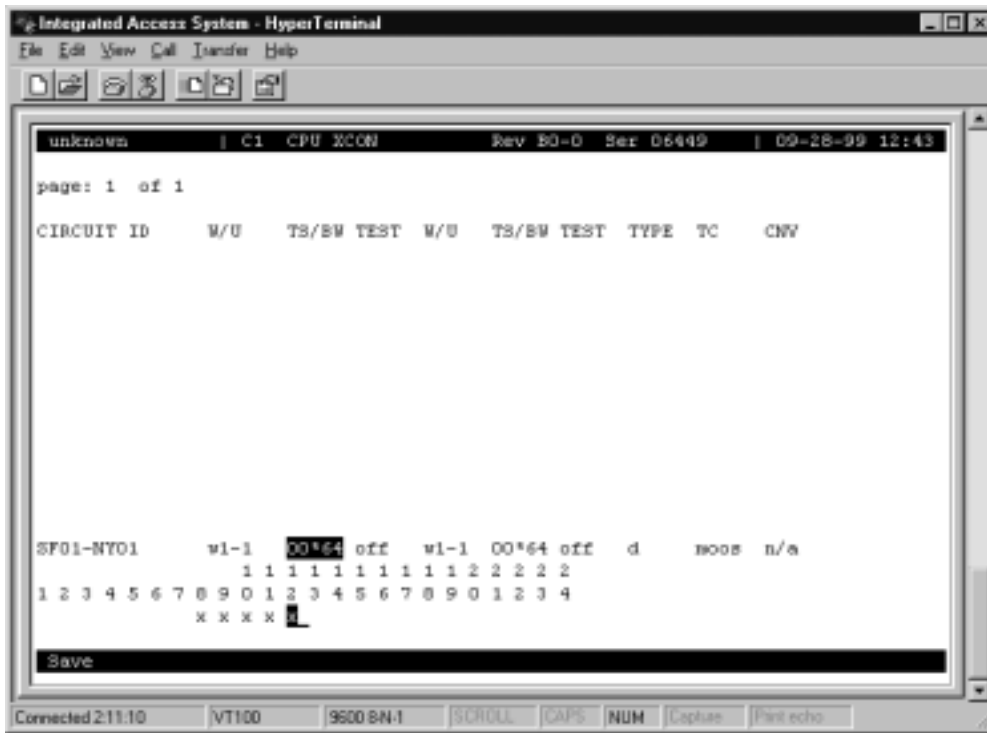 Integrated Access System - HyperTerminal
File Edit View Call Transfer Help
unknown | C1 CPU XCON Rev B0-0 Ser 06449 | 09-28-99 12:43
page: 1 of 1
CIRCUIT ID W/U TS/BW TEST W/U TS/BW TEST TYPE TC CNV
SF01-NY01 w1-1 00*64 off w1-1 00*64 off d moos n/a
1 1 1 1 1 1 1 1 1 1 2 2 2 2 2
1 2 3 4 5 6 7 8 9 0 1 2 3 4 5 6 7 8 9 0 1 2 3 4
x x x x x_
Save
Connected 2:11:10 VT100 9600 8-N-1 SCROLL CAPS NUM Capture Print echo